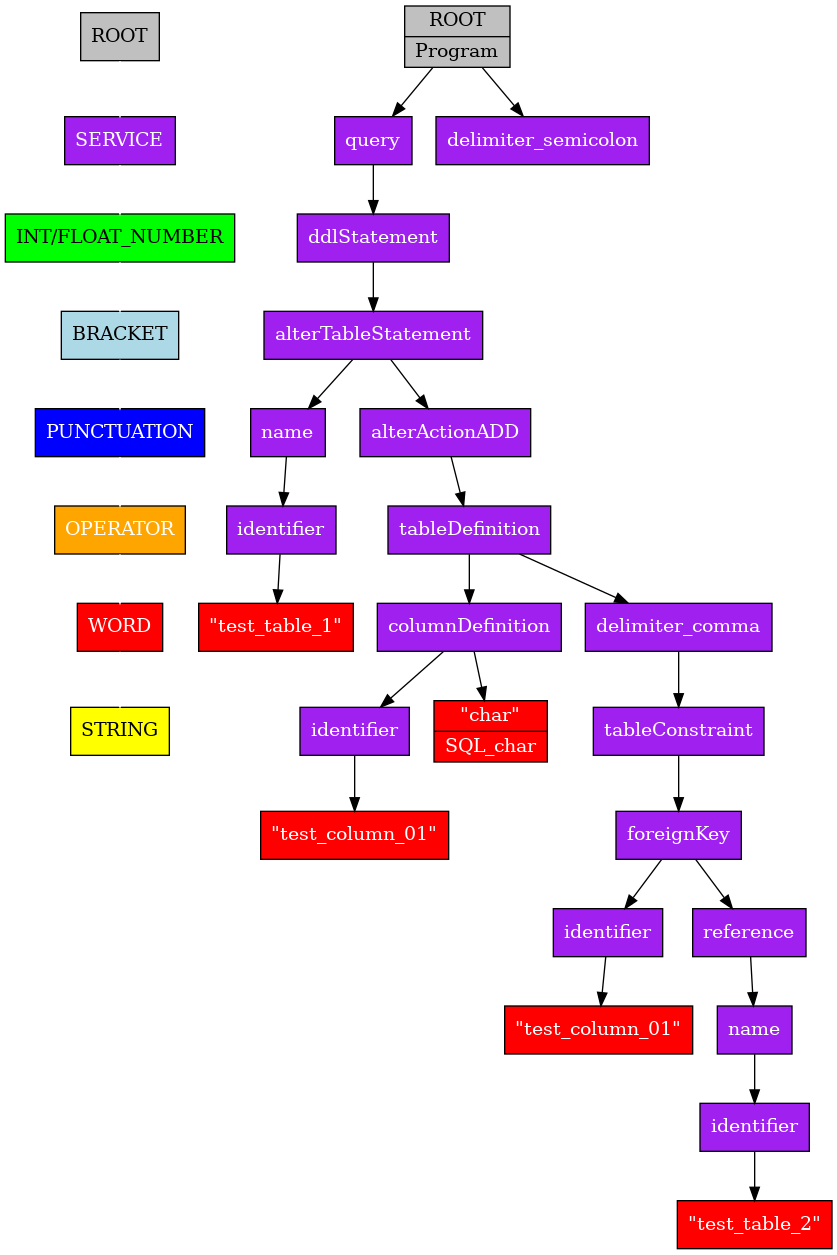 ROOT
ROOT
Program
SERVICE
query
delimiter_semicolon
INT/FLOAT_NUMBER
ddlStatement
BRACKET
alterTableStatement
PUNCTUATION
name
alterActionADD
OPERATOR
identifier
tableDefinition
WORD
"test_table_1"
columnDefinition
delimiter_comma
STRING
identifier
"char"
SQL_char
tableConstraint
"test_column_01"
foreignKey
identifier
reference
"test_column_01"
name
identifier
"test_table_2"